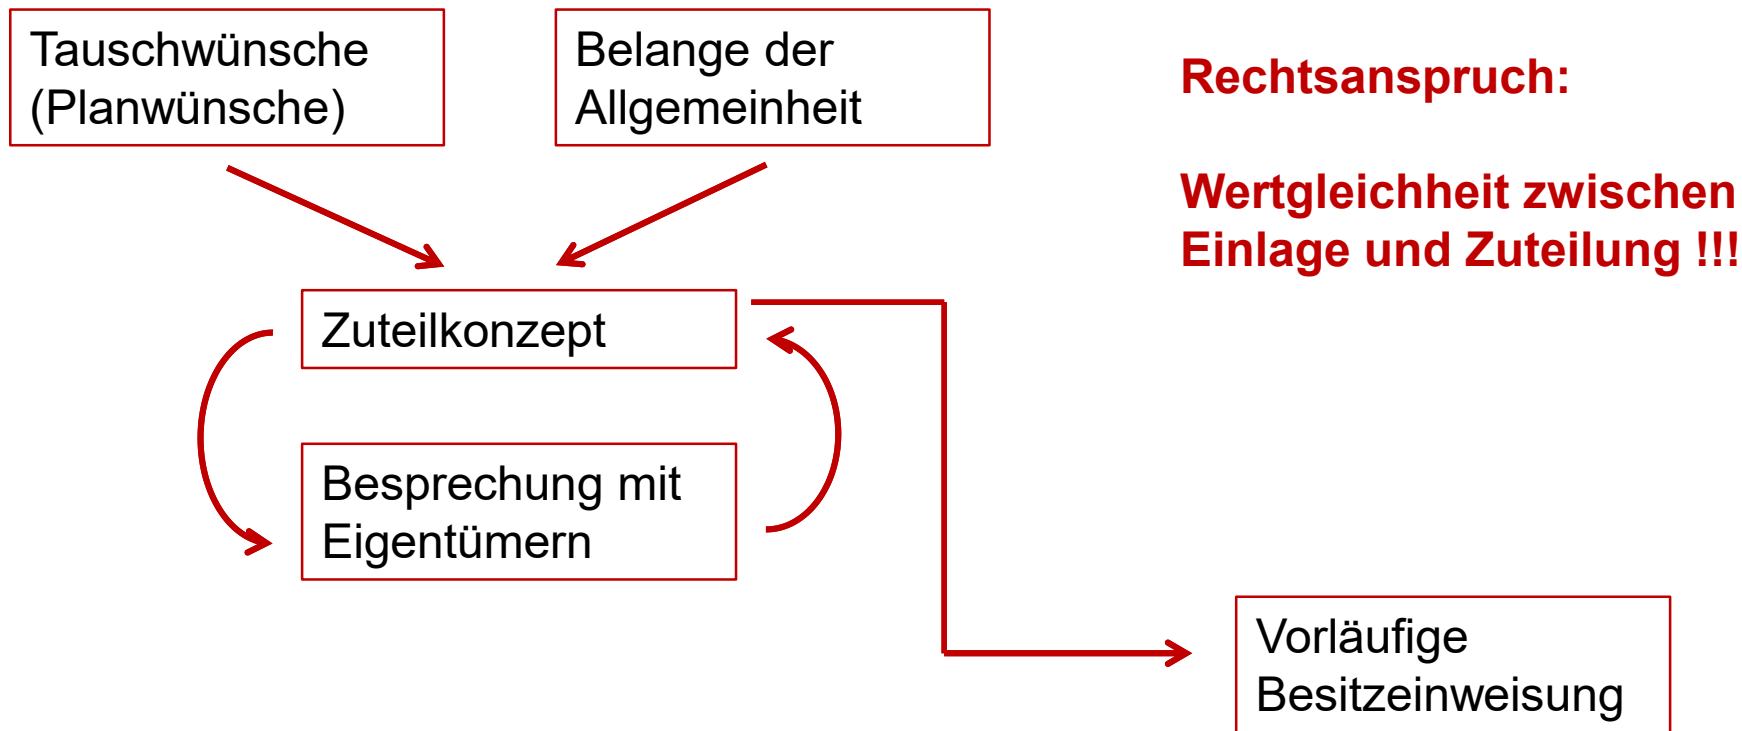 Tauschwünsche
(Planwünsche)
Belange der
Allgemeinheit
Rechtsanspruch:
Wertgleichheit zwischen
Einlage und Zuteilung !!!
Zuteilkonzept
Besprechung mit
Eigentümern
Vorläufige
Besitzeinweisung